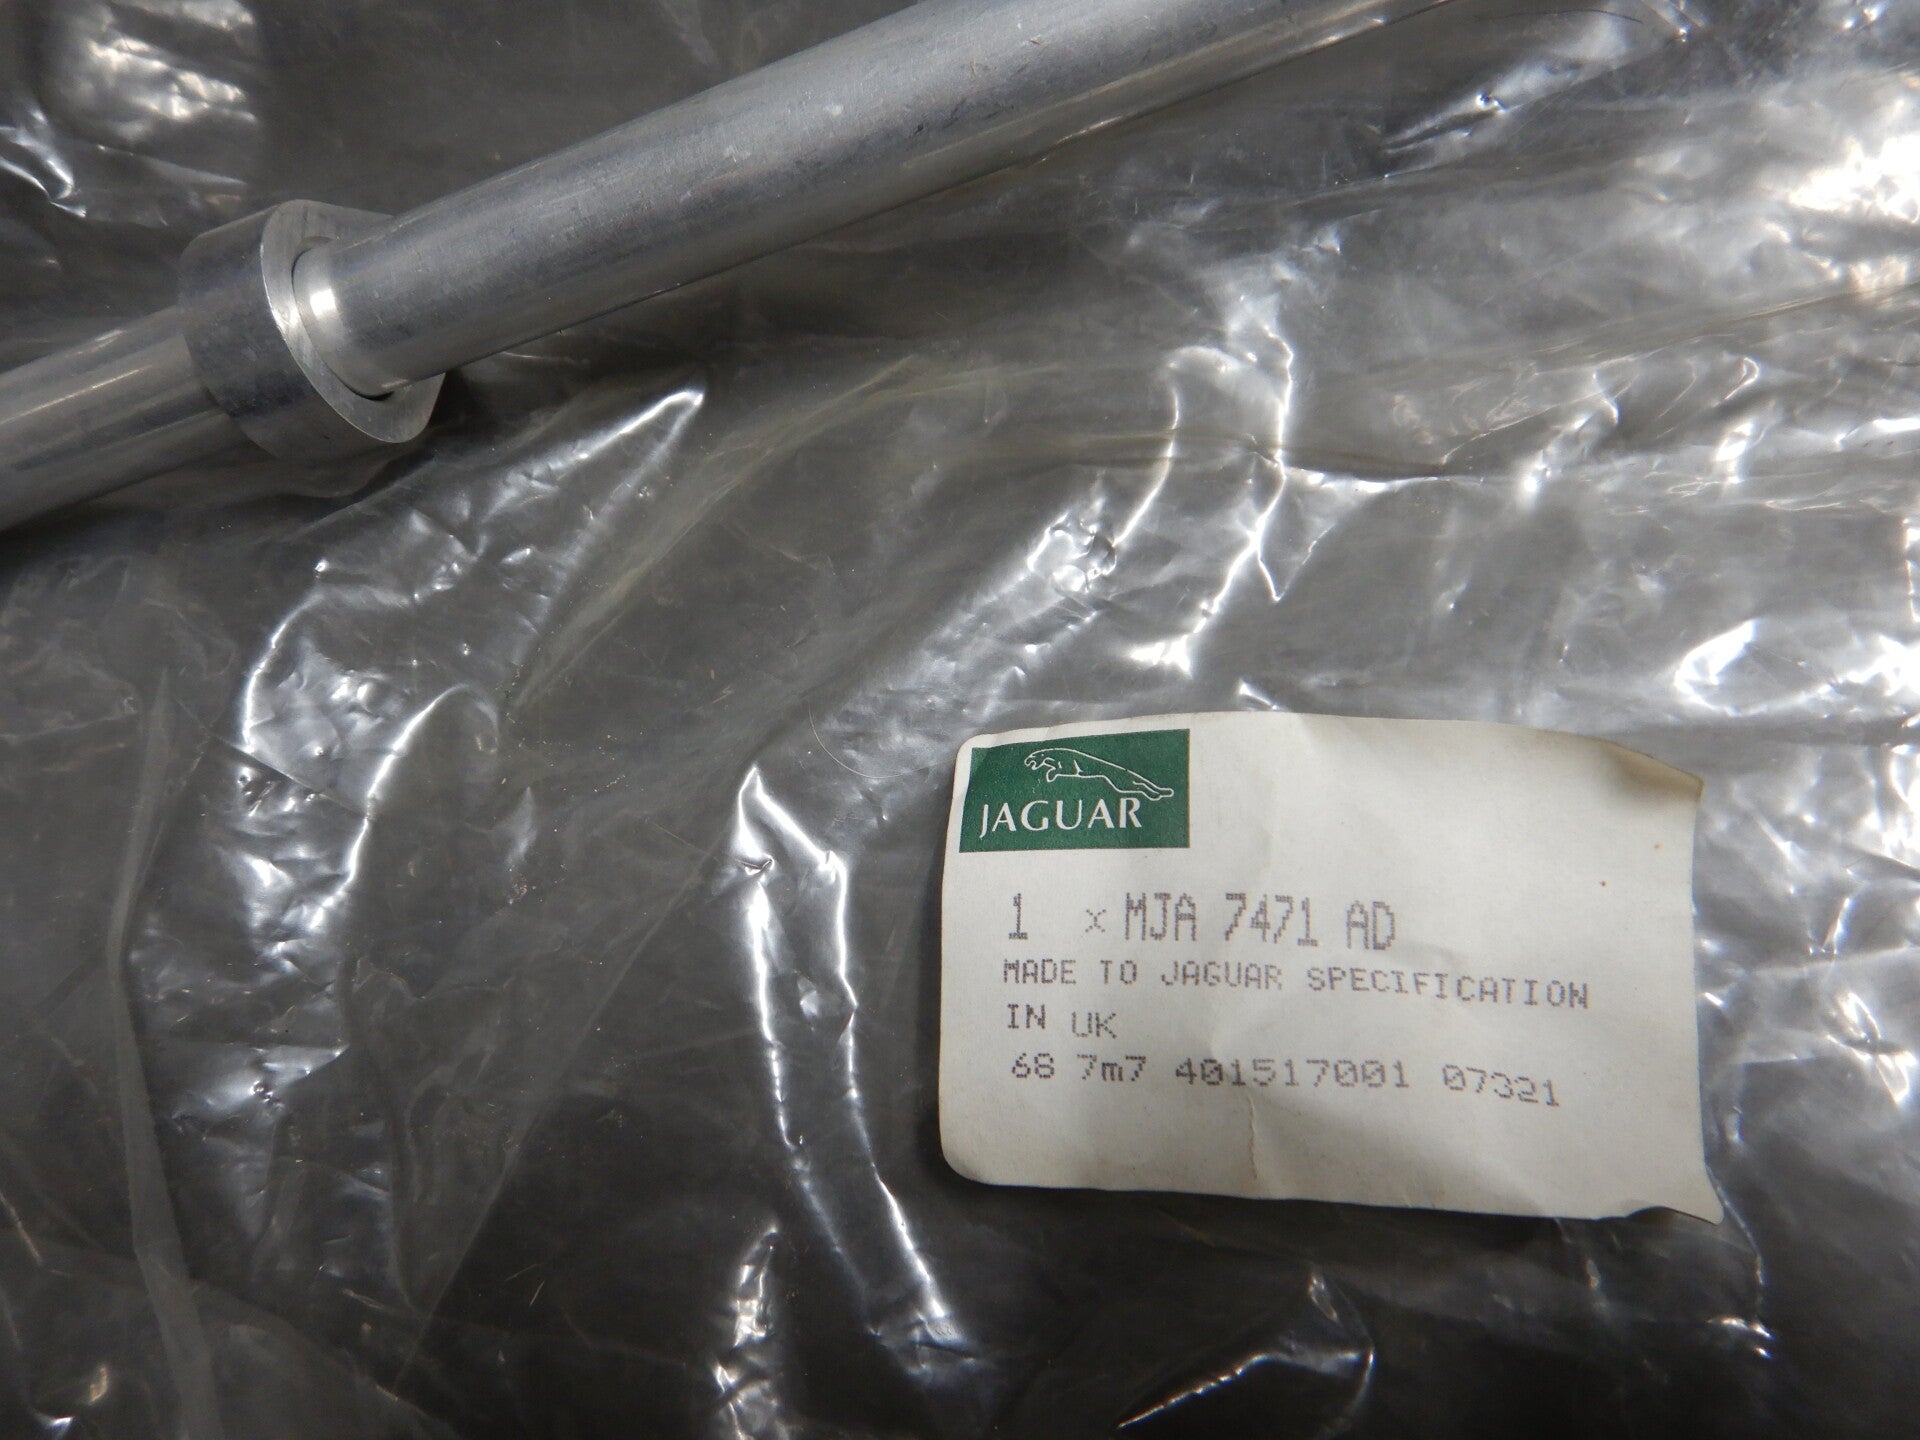 JAGUAR
1 x MJA 7471 AD
MADE TO JAGUAR SPECIFICATION
IN UK
68 7m7 401517001 07321